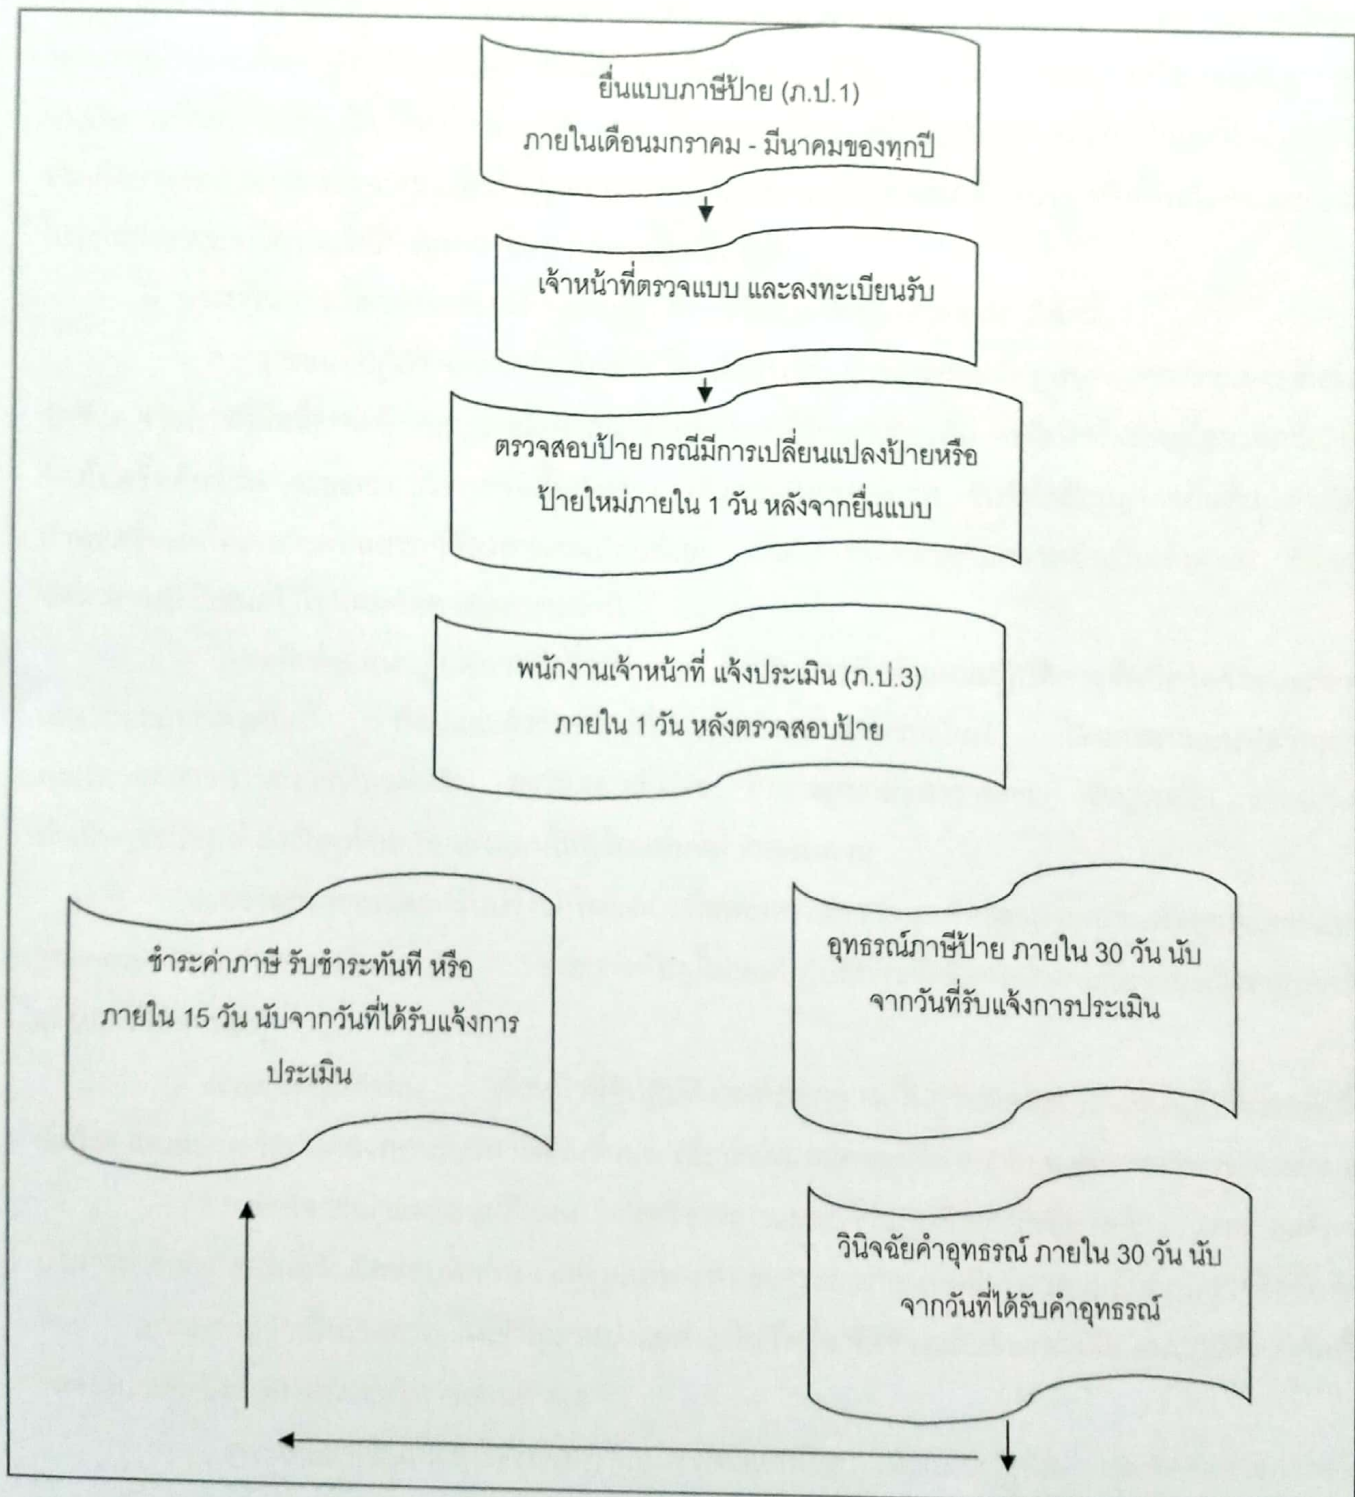 ยื่นแบบภาษีป้าย (ภ.ป.1)
ภายในเดือนมกราคม - มีนาคมของทุกปี
เจ้าหน้าที่ตรวจแบบ และลงทะเบียนรับ
ตรวจสอบป้าย กรณีมีการเปลี่ยนแปลงป้ายหรือ
ป้ายใหม่ภายใน 1 วัน หลังจากยื่นแบบ
พนักงานเจ้าหน้าที่ แจ้งประเมิน (ภ.ป.3)
ภายใน 1 วัน หลังตรวจสอบป้าย
ชำระค่าภาษี รับชำระทันที หรือ
ภายใน 15 วัน นับจากวันที่ได้รับแจ้งการ
ประเมิน
อุทธรณ์ภาษีป้าย ภายใน 30 วัน นับ
จากวันที่รับแจ้งการประเมิน
วินิจฉัยคำอุทธรณ์ ภายใน 30 วัน นับ
จากวันที่ได้รับคำอุทธรณ์